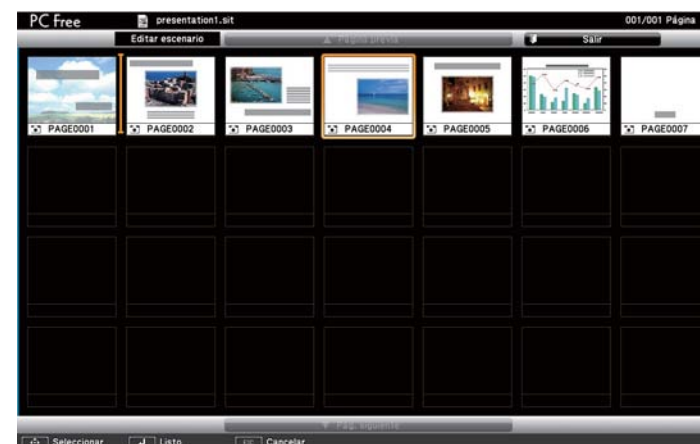 PC Free presentation1.sit 001/001 Página
Editar escenario Página previa Salir
PAGE0001 PAGE0002 PAGE0003 PAGE0004 PAGE0005 PAGE0006 PAGE0007
Pág. siguiente
Seleccionar Listo ESC Cancelar